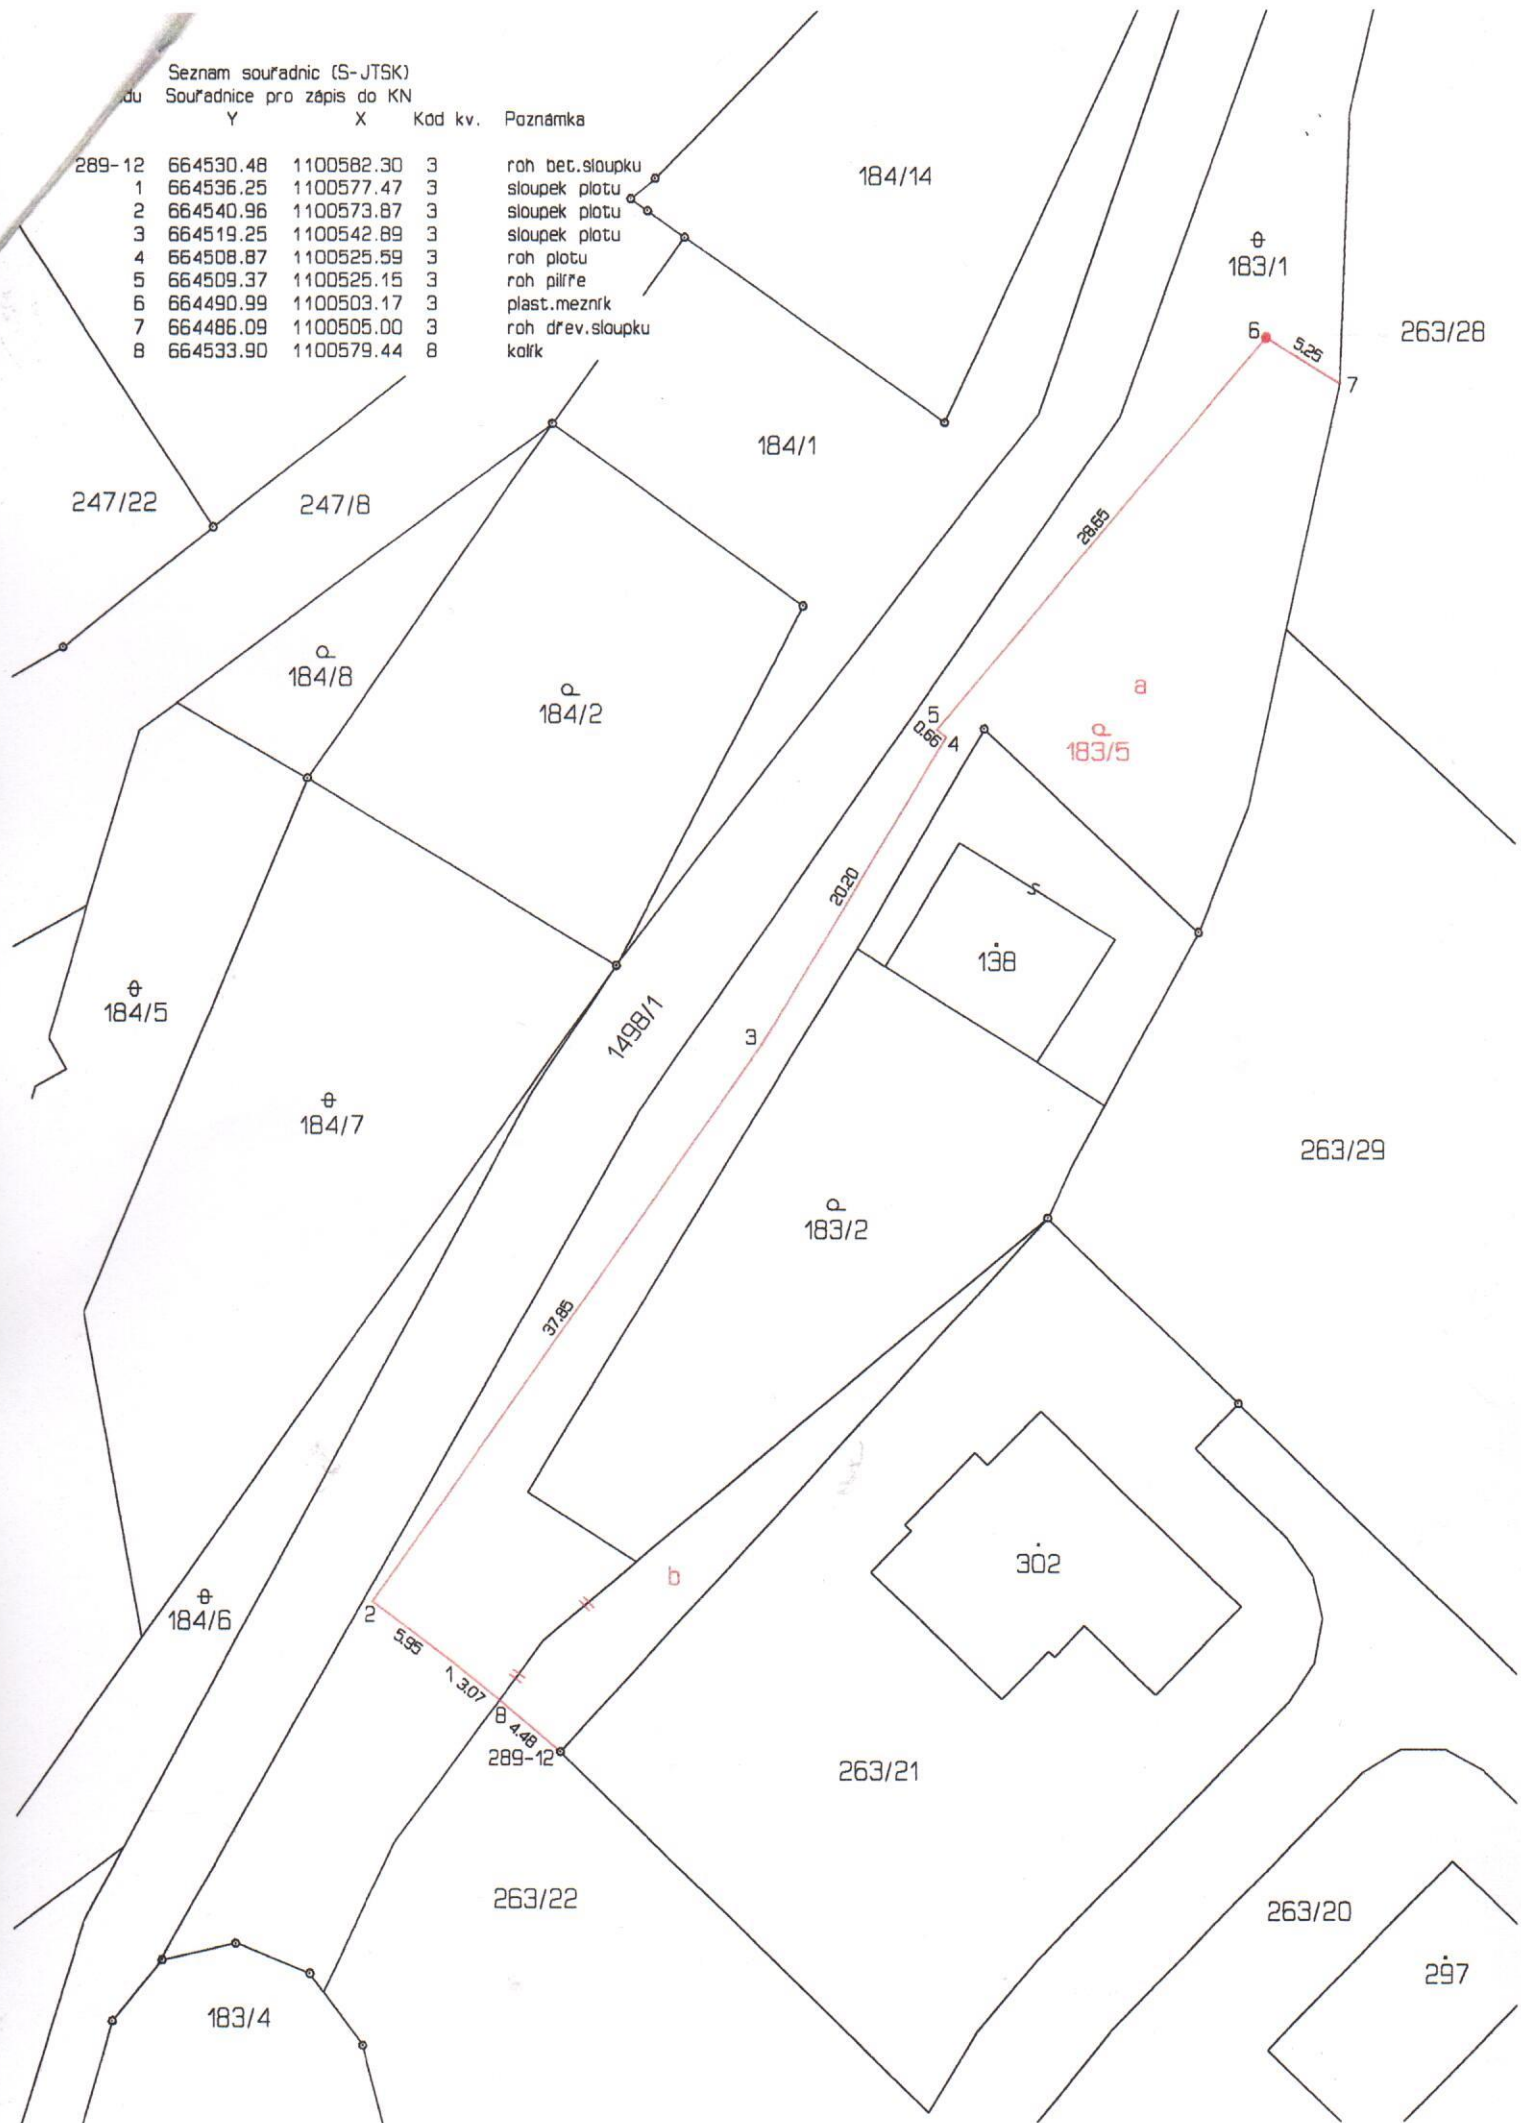 Seznam souřadnic (S-JTSK)
Souřadnice pro zápis do KN
Y X Kód kv. Poznámka
289-12 664530.48 1100582.30 3 roh bet.sloupku
1 664536.25 1100577.47 3 sloupek plotu
2 664540.96 1100573.87 3 sloupek plotu
3 664519.25 1100542.89 3 sloupek plotu
4 664508.87 1100525.59 3 roh plotu
5 664509.37 1100525.15 3 roh pilíře
6 664490.99 1100503.17 3 plast.mezník
7 664486.09 1100505.00 3 roh dřev.sloupku
8 664533.90 1100579.44 8 kolík
184/14
183/1
263/28
6
5.25
7
184/1
247/22
247/8
28.65
184/8
184/2
a
5
0.66
4
183/5
20.20
138
184/5
1498/1
3
184/7
263/29
183/2
37.85
302
b
184/6
2
5.95
1
3.07
8
4.48
289-12
263/21
263/22
263/20
297
183/4